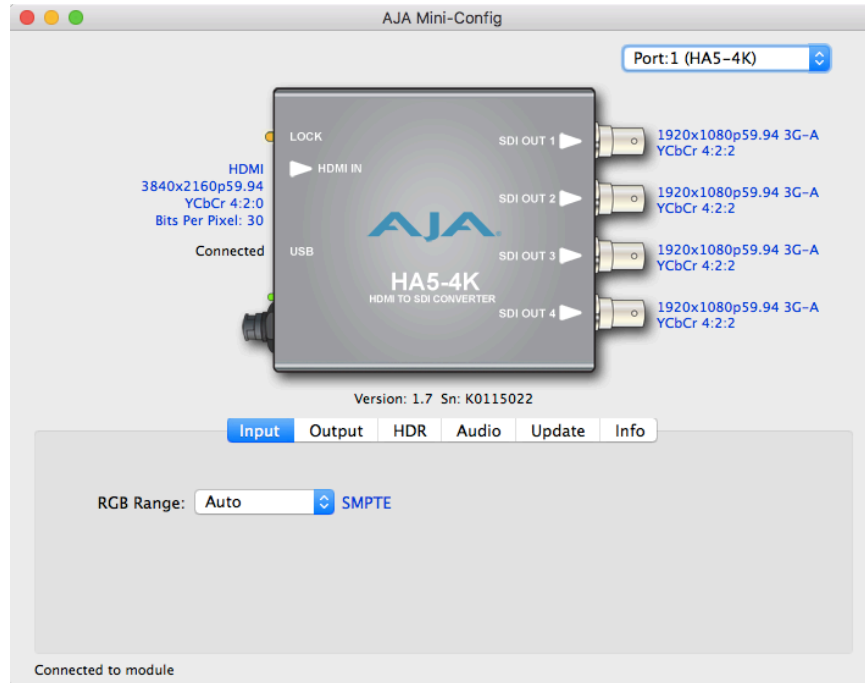 AJA Mini-Config
Port:1 (HA5-4K)
LOCK
HDMI IN
USB
HDMI
3840x2160p59.94
YCbCr 4:2:0
Bits Per Pixel: 30
Connected
AJA
HA5-4K
HDMI TO SDI CONVERTER
SDI OUT 1
SDI OUT 2
SDI OUT 3
SDI OUT 4
1920x1080p59.94 3G-A
YCbCr 4:2:2
1920x1080p59.94 3G-A
YCbCr 4:2:2
1920x1080p59.94 3G-A
YCbCr 4:2:2
1920x1080p59.94 3G-A
YCbCr 4:2:2
Version: 1.7 Sn: K0115022
Input Output HDR Audio Update Info
RGB Range: Auto SMPTE
Connected to module